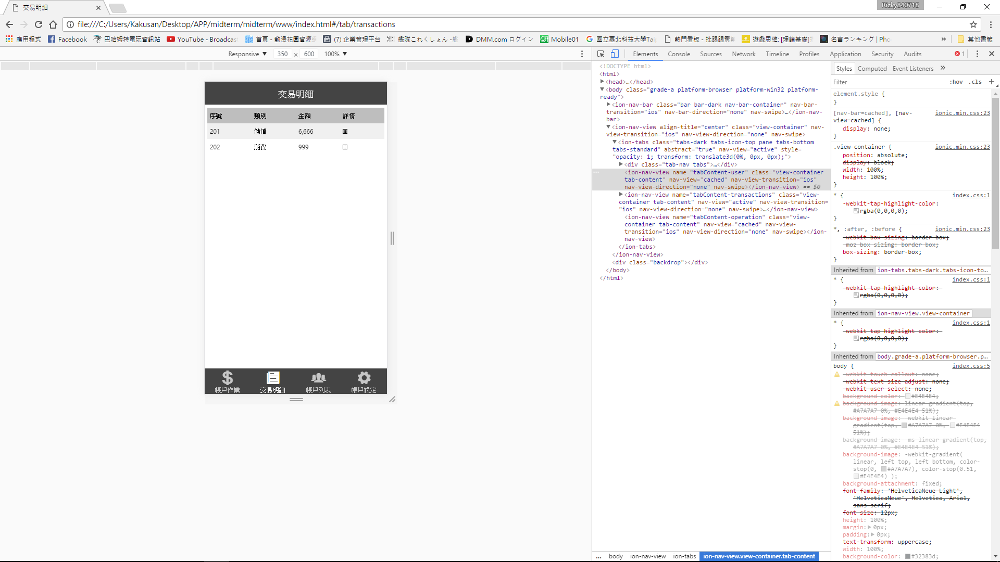 交易明細
Ricky840718
file:///C:/Users/Kakusan/Desktop/APP/midterm/midterm/www/index.html#/tab/transactions
應用程式 Facebook 巴哈姆特電玩資訊站 YouTube - Broadcast 首頁 - 動漫花園資源 (7) 企業管理平台 艦隊これくしょん -艦 DMM.com ログイン Mobile01 國立臺北科技大學Tai 熱門看板 - 批踢踢實 遊戲思維: [理論基礎] 名言ランキング | Pho » 其他書籤
Responsive ▼ 350 × 600 100% ▼
Elements Console Sources Network Timeline Profiles Application Security Audits 1
交易明細
序號 類別 金額 詳情
201 儲值 6,666
202 消費 999
帳戶作業 交易明細 帳戶列表 帳戶設定
<!DOCTYPE html>
<html>
<head>…</head>
<body class="grade-a platform-browser platform-win32 platform-
ready">
<ion-nav-bar class="bar bar-dark nav-bar-container" nav-bar-
transition="ios" nav-bar-direction="none" nav-swipe>…</ion-nav-
bar>
<ion-nav-view align-title="center" class="view-container" nav-
view-transition="ios" nav-view-direction="none" nav-swipe>
<ion-tabs class="tabs-dark tabs-icon-top pane tabs-bottom
tabs-standard" abstract="true" nav-view="active" style=
"opacity: 1; transform: translate3d(0%, 0px, 0px);">
<div class="tab-nav tabs">…</div>
<ion-nav-view name="tabContent-user" class="view-container
tab-content" nav-view="cached" nav-view-transition="ios"
nav-view-direction="none" nav-swipe></ion-nav-view> == $0
<ion-nav-view name="tabContent-transactions" class="view-
container tab-content" nav-view="active" nav-view-transition=
"ios" nav-view-direction="none" nav-swipe>…</ion-nav-view>
<ion-nav-view name="tabContent-operation" class="view-
container tab-content" nav-view="cached" nav-view-
transition="ios" nav-view-direction="none" nav-swipe></ion-
nav-view>
</ion-tabs>
</ion-nav-view>
<div class="backdrop"></div>
</body>
</html>
... body ion-nav-view ion-tabs ion-nav-view.view-container.tab-content
Styles Computed Event Listeners »
Filter :hov .cls +
element.style {
}
[nav-bar=cached], [nav- ionic.min.css:23
view=cached] {
display: none;
}
.view-container { ionic.min.css:23
position: absolute;
display: block;
width: 100%;
height: 100%;
}
* { index.css:1
-webkit-tap-highlight-color:
rgba(0,0,0,0);
}
*, :after, :before { ionic.min.css:23
-webkit-box-sizing: border-box;
-moz-box-sizing: border-box;
box-sizing: border-box;
}
Inherited from ion-tabs.tabs-dark.tabs-icon-to…
* { index.css:1
-webkit-tap-highlight-color:
rgba(0,0,0,0);
}
Inherited from ion-nav-view.view-container
* { index.css:1
-webkit-tap-highlight-color:
rgba(0,0,0,0);
}
Inherited from body.grade-a.platform-browser.p…
body { index.css:5
-webkit-touch-callout: none;
-webkit-text-size-adjust: none;
-webkit-user-select: none;
background-color: #E4E4E4;
background-image: linear-gradient(top,
#A7A7A7 0%, #E4E4E4 51%);
background-image: -webkit-linear-
gradient(top, #A7A7A7 0%, #E4E4E4
51%);
background-image: -ms-linear-gradient(top,
#A7A7A7 0%, #E4E4E4 51%);
background-image: -webkit-gradient(
linear, left top, left bottom, color-
stop(0, #A7A7A7), color-stop(0.51,
#E4E4E4) );
background-attachment: fixed;
font-family: 'HelveticaNeue-Light',
'HelveticaNeue', Helvetica, Arial,
sans-serif;
font-size: 12px;
height: 100%;
margin: 0px;
padding: 0px;
text-transform: uppercase;
width: 100%;
background-color: #32383d;